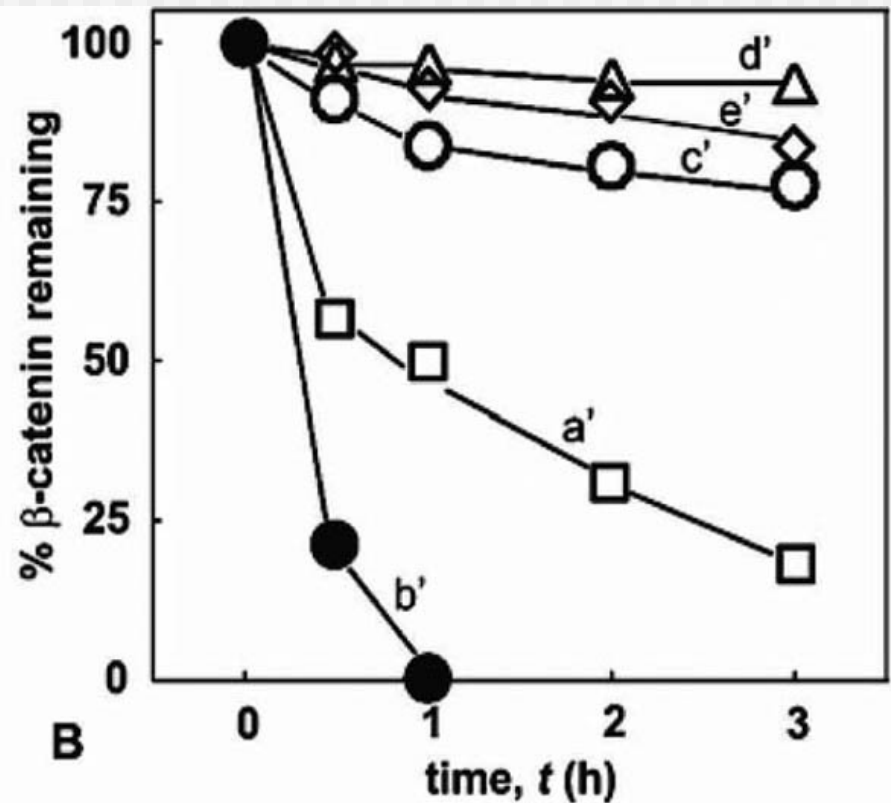 100
75
50
25
0
% β-catenin remaining
d’
e’
c’
a’
b’
0 1 2 3
time, t (h)
B